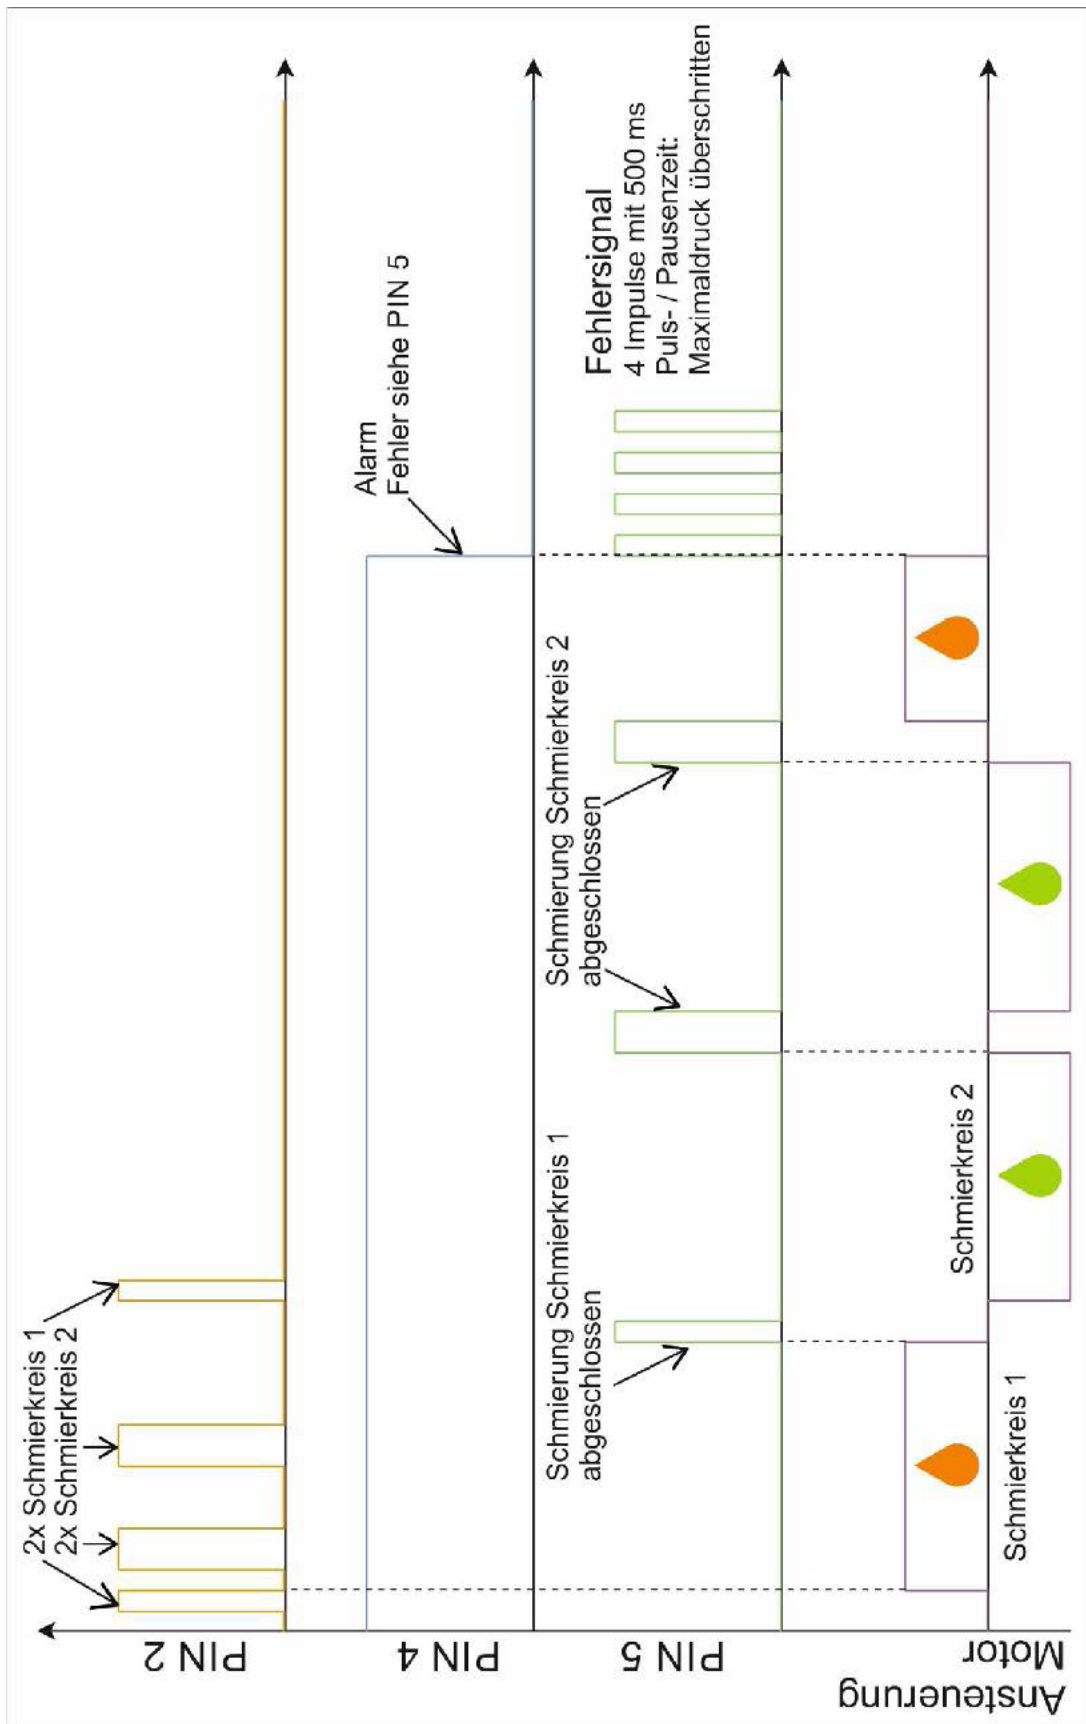 2x Schmierkreis 1
2x Schmierkreis 2
PIN 2
Alarm
Fehler siehe PIN 5
PIN 4
Schmierung Schmierkreis 1
abgeschlossen
Schmierung Schmierkreis 2
abgeschlossen
Fehlersignal
4 Impulse mit 500 ms
Puls- / Pausenzeit:
Maximaldruck überschritten
PIN 5
Ansteuerung
Motor
Schmierkreis 1
Schmierkreis 2